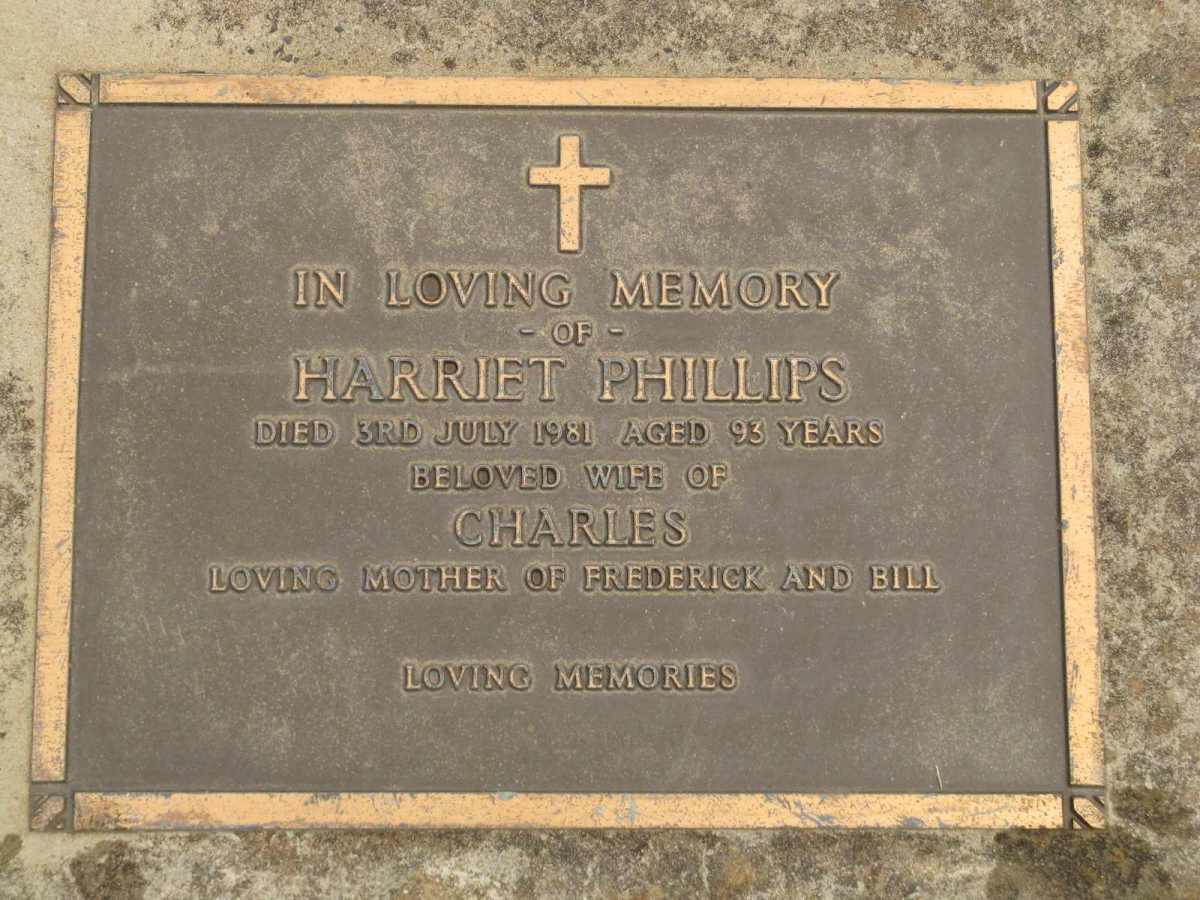 IN LOVING MEMORY
- OF -
HARRIET PHILLIPS
DIED 3RD JULY 1981 AGED 93 YEARS
BELOVED WIFE OF
CHARLES
LOVING MOTHER OF FREDERICK AND BILL
LOVING MEMORIES